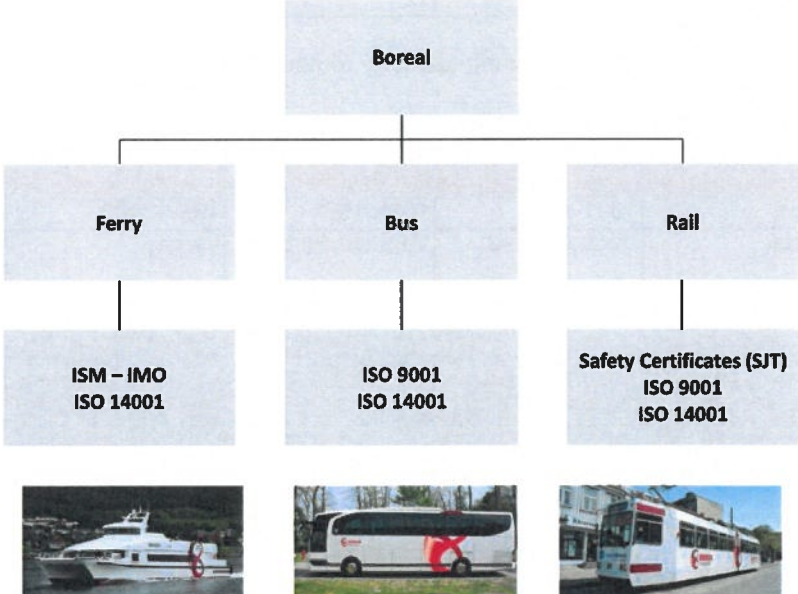 Boreal
Ferry
Bus
Rail
ISM – IMO
ISO 14001
ISO 9001
ISO 14001
Safety Certificates (SJT)
ISO 9001
ISO 14001